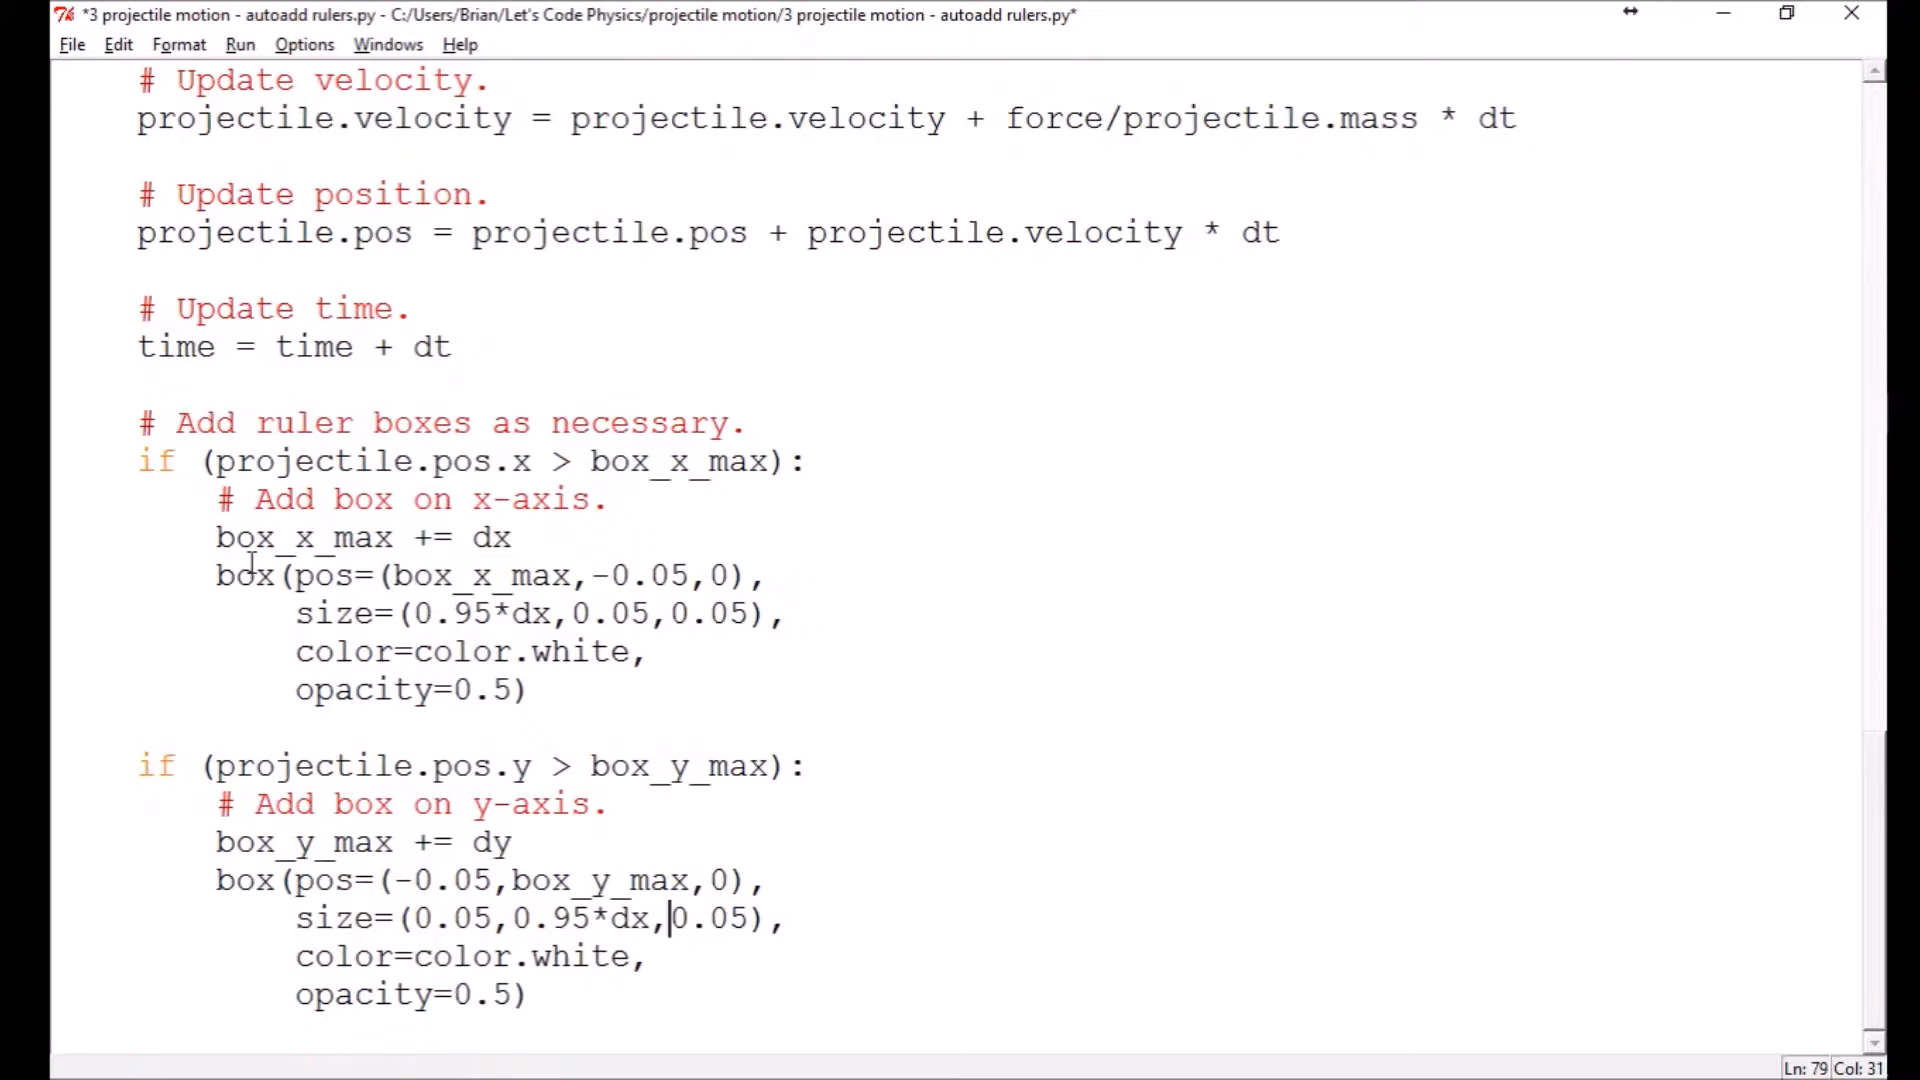 *3 projectile motion - autoadd rulers.py - C:/Users/Brian/Let's Code Physics/projectile motion/3 projectile motion - autoadd rulers.py*
File Edit Format Run Options Windows Help
# Update velocity.
projectile.velocity = projectile.velocity + force/projectile.mass * dt
# Update position.
projectile.pos = projectile.pos + projectile.velocity * dt
# Update time.
time = time + dt
# Add ruler boxes as necessary.
if (projectile.pos.x > box_x_max):
# Add box on x-axis.
box_x_max += dx
box(pos=(box_x_max,-0.05,0),
size=(0.95*dx,0.05,0.05),
color=color.white,
opacity=0.5)
if (projectile.pos.y > box_y_max):
# Add box on y-axis.
box_y_max += dy
box(pos=(-0.05,box_y_max,0),
size=(0.05,0.95*dx,0.05),
color=color.white,
opacity=0.5)
Ln: 79 Col: 31